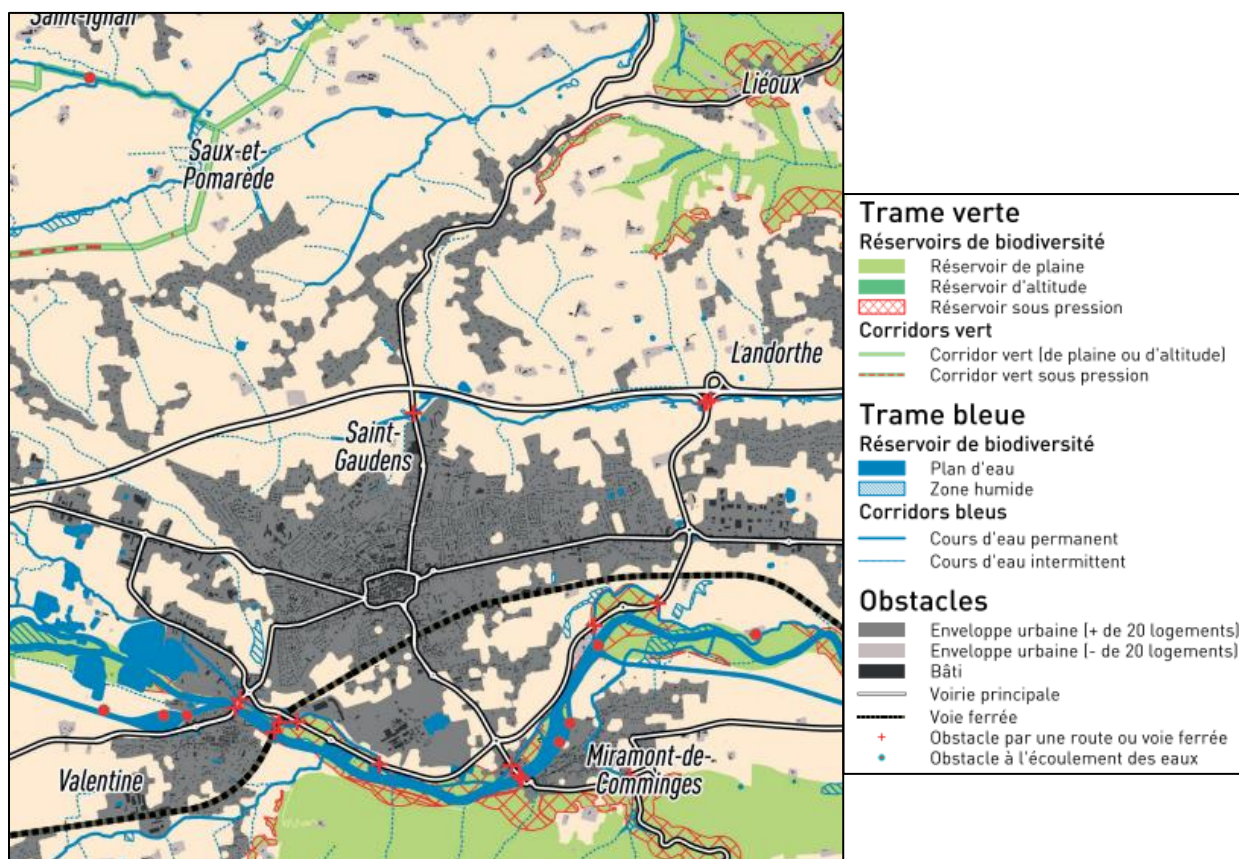 Saint-Ignan
Liéoux
Saux-et-
Pomarède
Landorthe
Saint-
Gaudens
Miramont-de-
Comminges
Valentine
Trame verte
Réservoirs de biodiversité
Réservoir de plaine
Réservoir d'altitude
Réservoir sous pression
Corridors vert
Corridor vert (de plaine ou d'altitude)
Corridor vert sous pression
Trame bleue
Réservoir de biodiversité
Plan d'eau
Zone humide
Corridors bleus
Cours d'eau permanent
Cours d'eau intermittent
Obstacles
Enveloppe urbaine (+ de 20 logements)
Enveloppe urbaine (- de 20 logements)
Bâti
Voirie principale
Voie ferrée
Obstacle par une route ou voie ferrée
Obstacle à l'écoulement des eaux